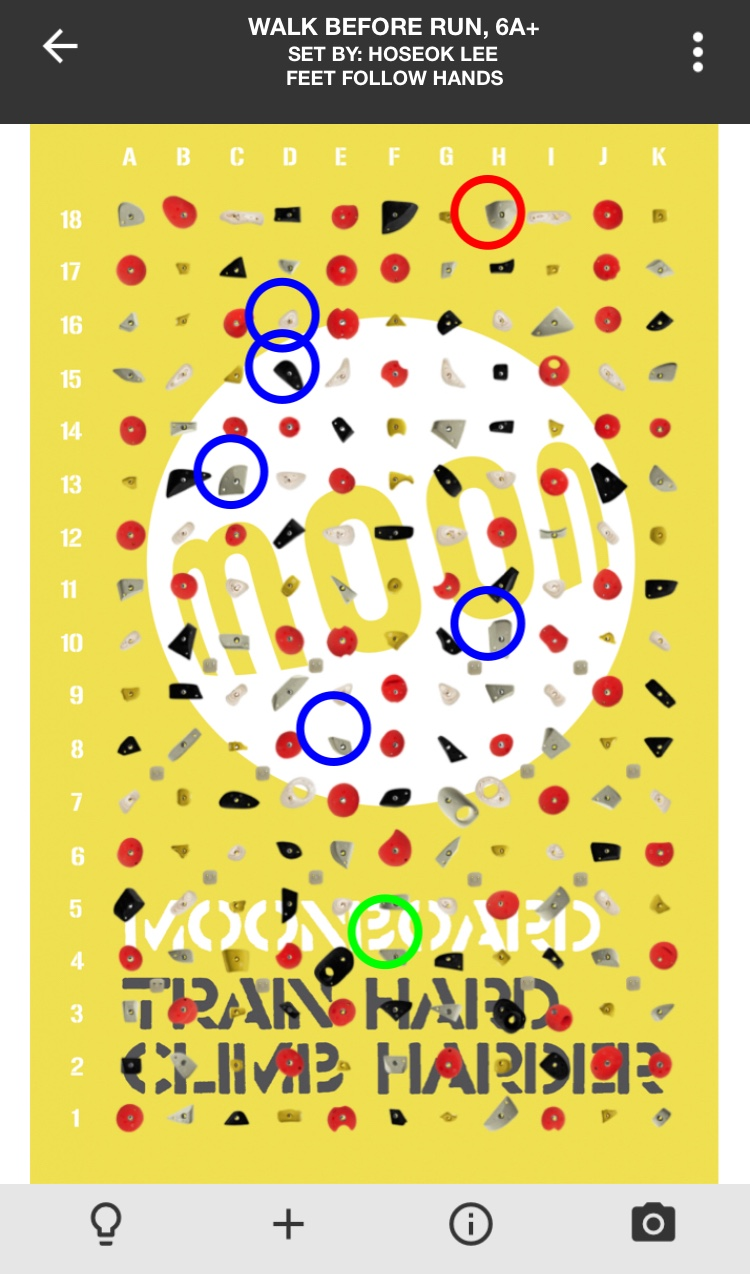 WALK BEFORE RUN, 6A+
SET BY: HOSEOK LEE
FEET FOLLOW HANDS
A B C D E F G H I J K
18
17
16
15
14
13
12
11
10
9
8
7
6
5
4
3
2
1
moon
MOONBOARD
TRAIN HARD
CLIMB HARDER